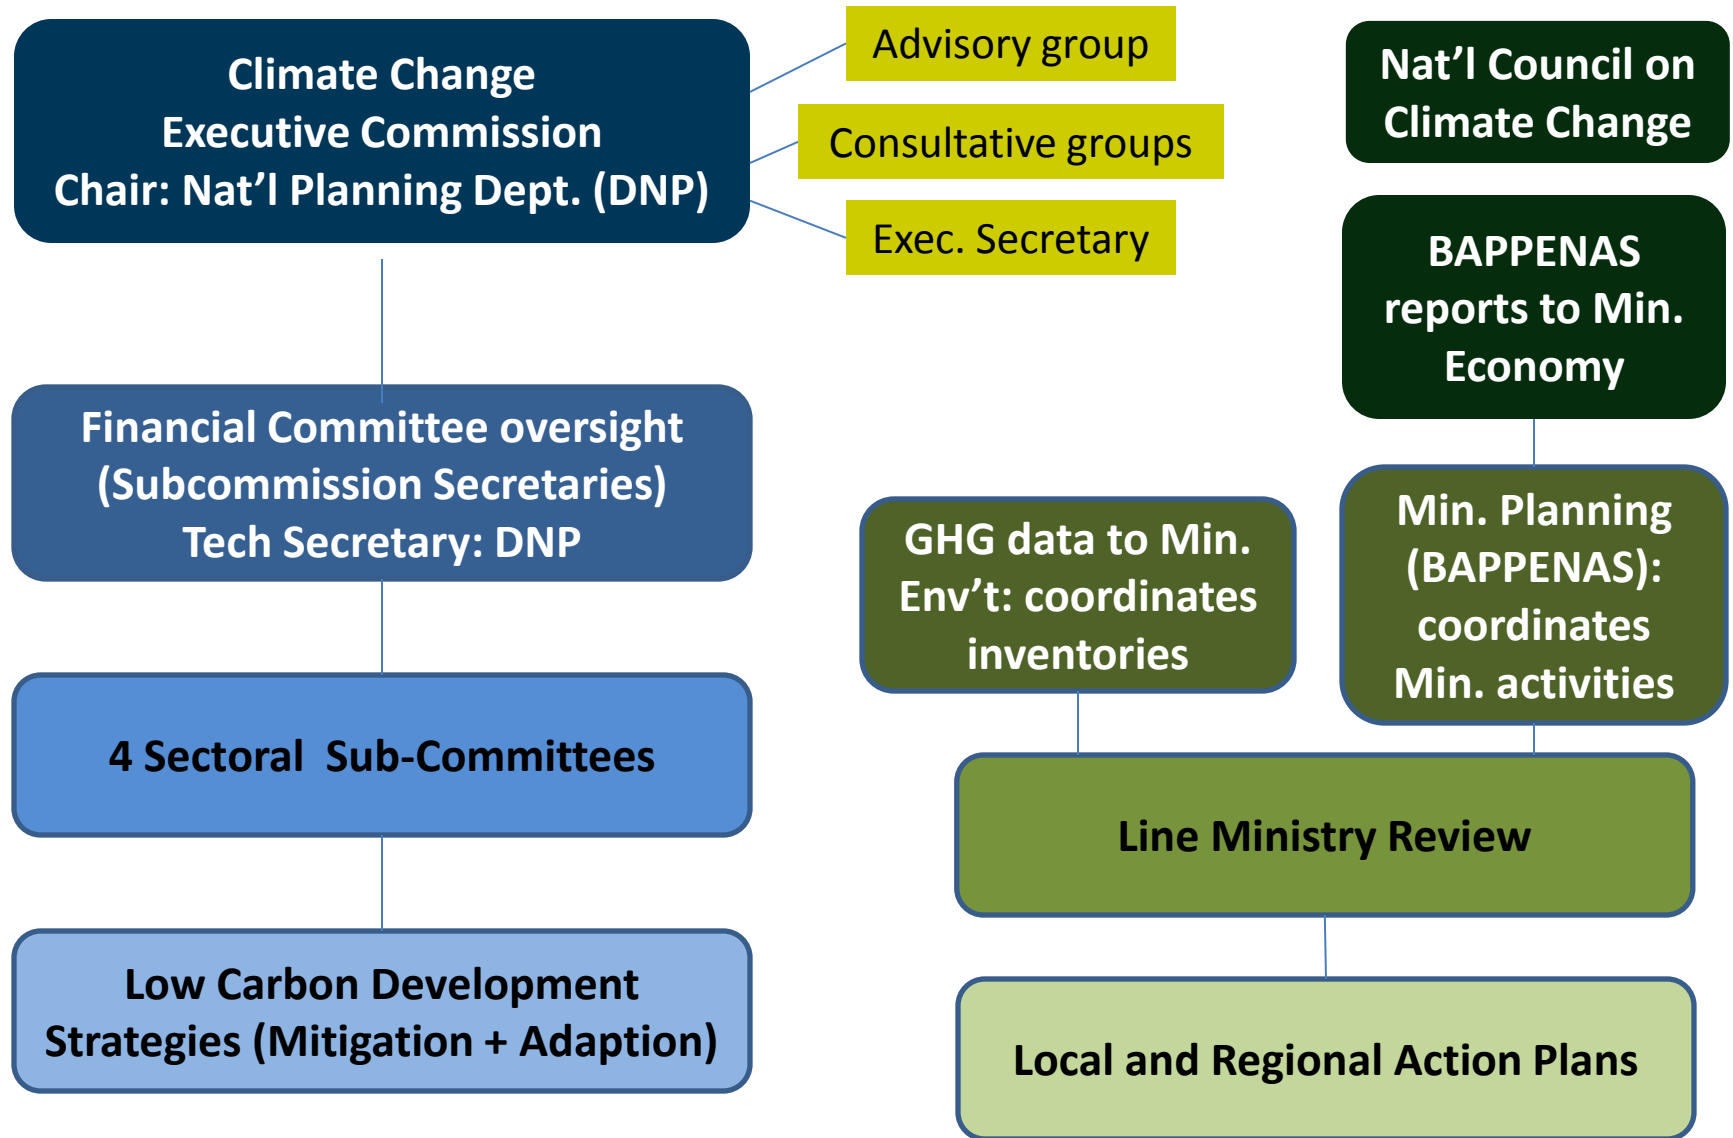 Climate Change
Executive Commission
Chair: Nat’l Planning Dept. (DNP)
Advisory group
Consultative groups
Exec. Secretary
Financial Committee oversight
(Subcommission Secretaries)
Tech Secretary: DNP
4 Sectoral  Sub-Committees
Low Carbon Development
Strategies (Mitigation + Adaption)
Nat’l Council on
Climate Change
BAPPENAS
reports to Min.
Economy
GHG data to Min.
Env’t: coordinates
inventories
Min. Planning
(BAPPENAS):
coordinates
Min. activities
Line Ministry Review
Local and Regional Action Plans